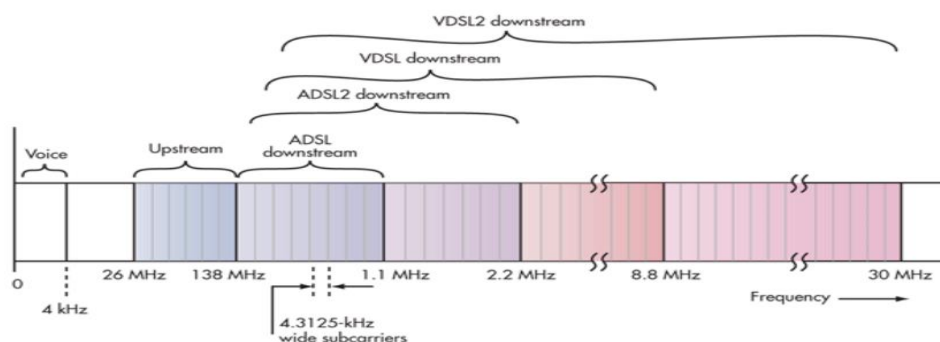 VDSL2 downstream
VDSL downstream
ADSL2 downstream
Voice
Upstream
ADSL
downstream
0
4 kHz
26 MHz
138 MHz
1.1 MHz
2.2 MHz
8.8 MHz
30 MHz
4.3125-kHz
wide subcarriers
Frequency